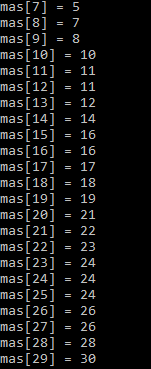 mas[7] = 5
mas[8] = 7
mas[9] = 8
mas[10] = 10
mas[11] = 11
mas[12] = 11
mas[13] = 12
mas[14] = 14
mas[15] = 16
mas[16] = 16
mas[17] = 17
mas[18] = 18
mas[19] = 19
mas[20] = 21
mas[21] = 22
mas[22] = 23
mas[23] = 24
mas[24] = 24
mas[25] = 24
mas[26] = 26
mas[27] = 26
mas[28] = 28
mas[29] = 30